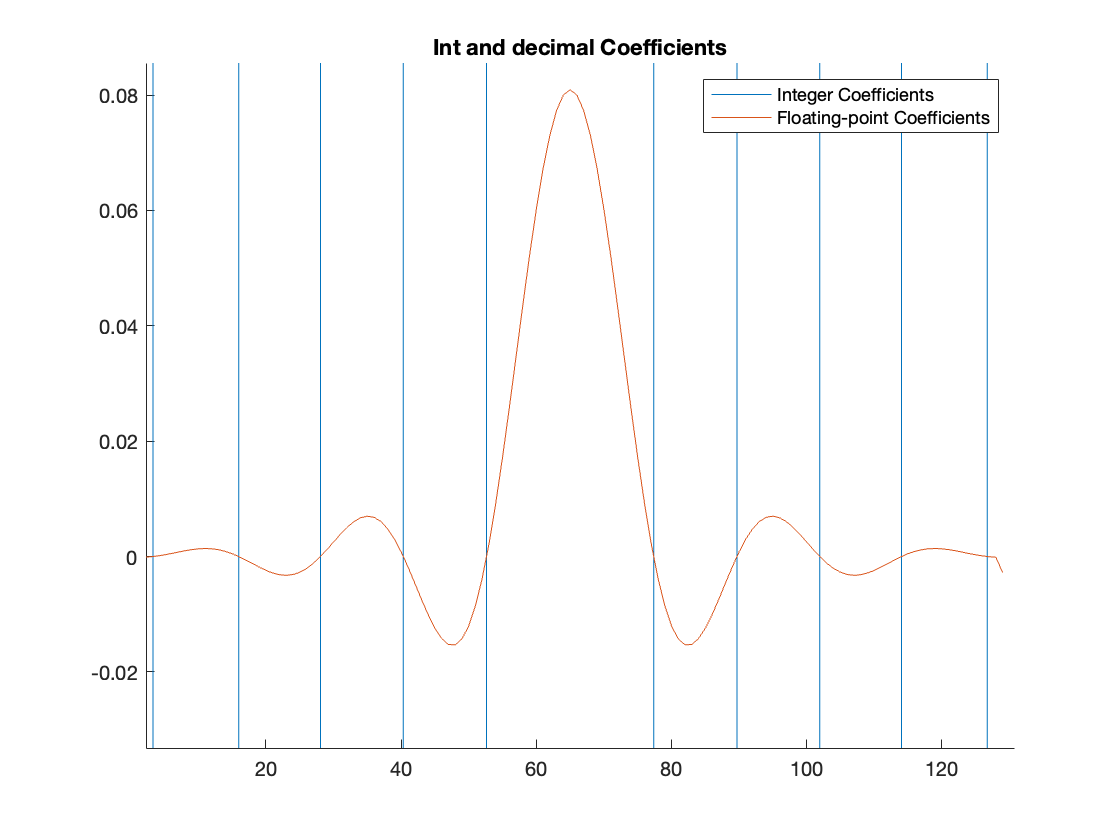 Int and decimal Coefficients
Integer Coefficients
Floating-point Coefficients
0.08
0.06
0.04
0.02
0
-0.02
20 40 60 80 100 120